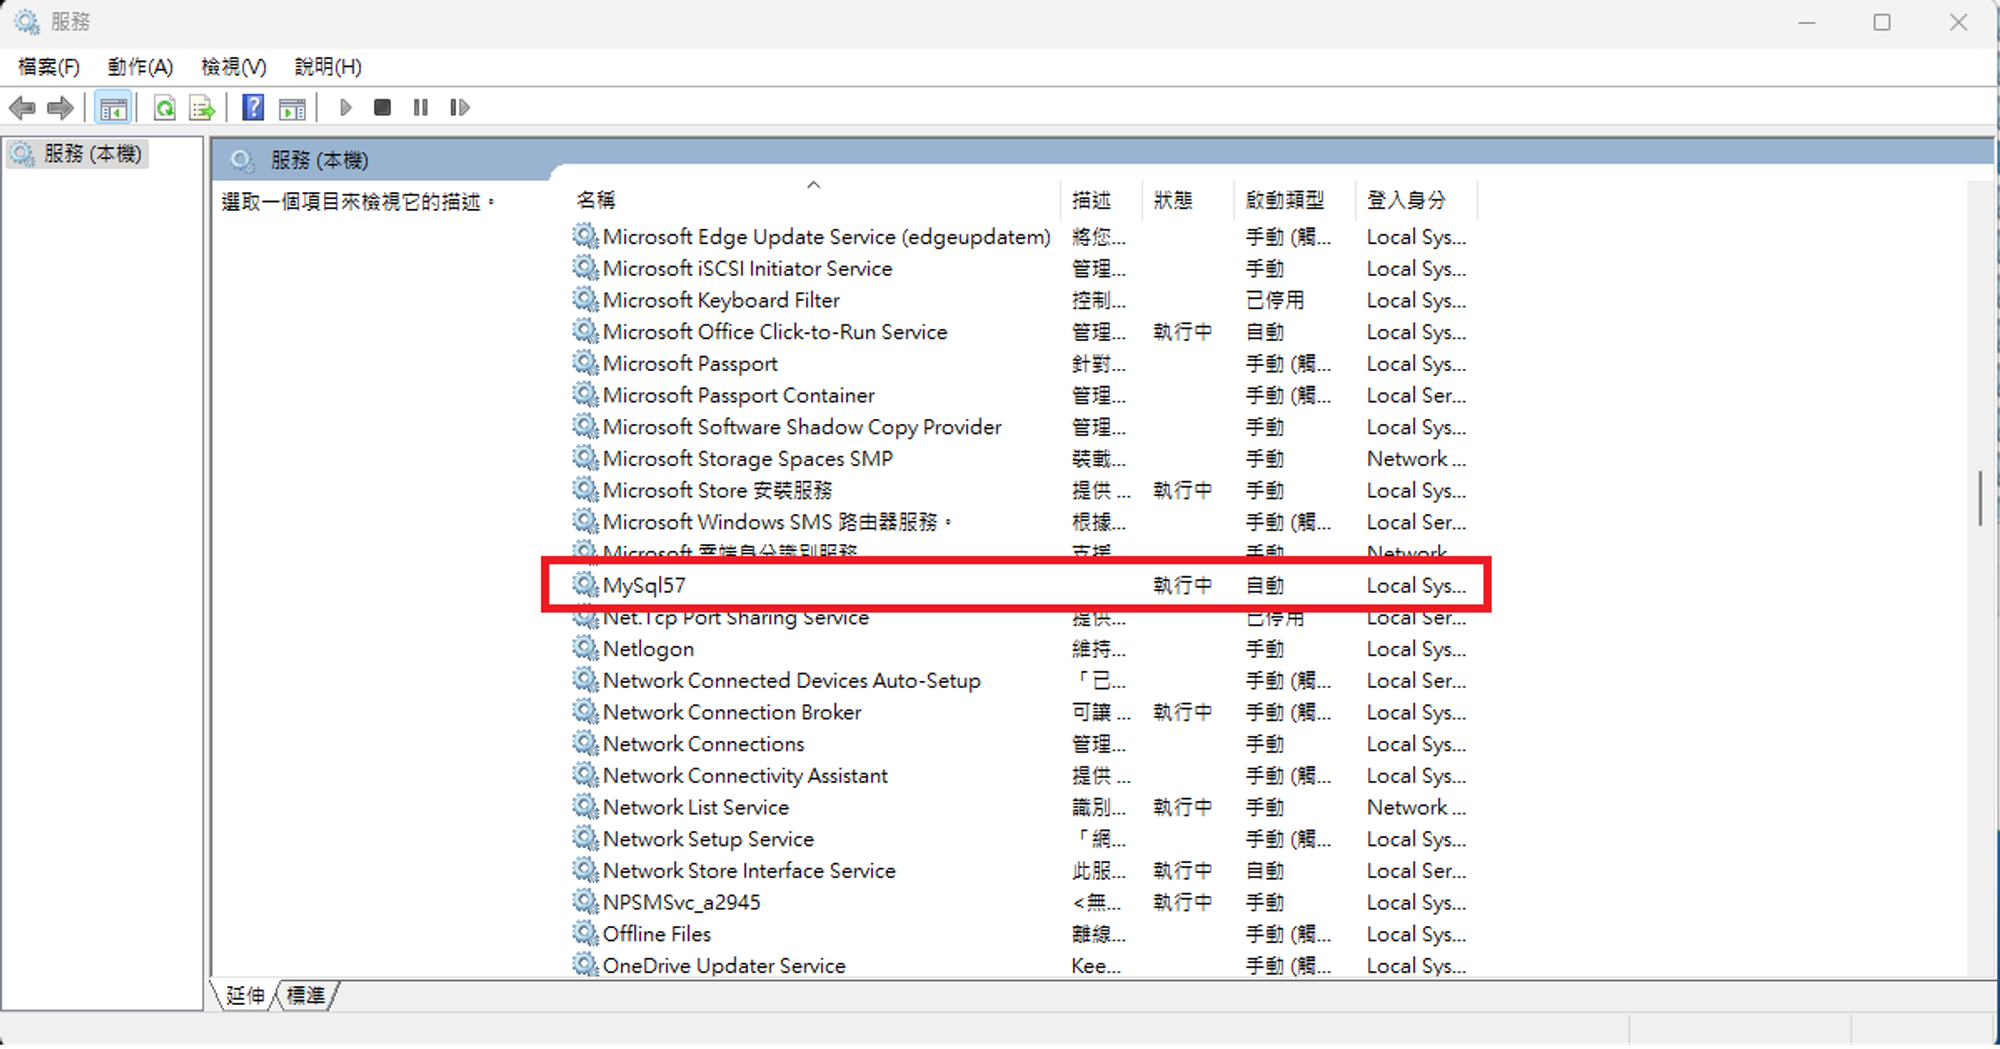 服務
檔案(F) 動作(A) 檢視(V) 說明(H)
服務 (本機)
服務 (本機)
選取一個項目來檢視它的描述。
名稱 描述 狀態 啟動類型 登入身分
Microsoft Edge Update Service (edgeupdatem) 將您... 手動 (觸... Local Sys...
Microsoft iSCSI Initiator Service 管理... 手動 Local Sys...
Microsoft Keyboard Filter 控制... 已停用 Local Sys...
Microsoft Office Click-to-Run Service 管理... 執行中 自動 Local Sys...
Microsoft Passport 針對... 手動 (觸... Local Sys...
Microsoft Passport Container 管理... 手動 (觸... Local Ser...
Microsoft Software Shadow Copy Provider 管理... 手動 Local Sys...
Microsoft Storage Spaces SMP 裝載... 手動 Network ...
Microsoft Store 安裝服務 提供 ... 執行中 手動 Local Sys...
Microsoft Windows SMS 路由器服務。 根據... 手動 (觸... Local Ser...
Microsoft 雲端身分識別服務 支援 手動 Network
MySql57 執行中 自動 Local Sys...
Net.Tcp Port Sharing Service 提供... 已停用 Local Ser...
Netlogon 維持... 手動 Local Sys...
Network Connected Devices Auto-Setup 「已... 手動 (觸... Local Ser...
Network Connection Broker 可讓 ... 執行中 手動 (觸... Local Sys...
Network Connections 管理... 手動 Local Sys...
Network Connectivity Assistant 提供 ... 手動 (觸... Local Sys...
Network List Service 識別... 執行中 手動 Network ...
Network Setup Service 「網... 手動 (觸... Local Sys...
Network Store Interface Service 此服... 執行中 自動 Local Ser...
NPSMSvc_a2945 <無... 執行中 手動 Local Sys...
Offline Files 離線... 手動 (觸... Local Sys...
OneDrive Updater Service Kee... 手動 (觸... Local Sys...
延伸 標準